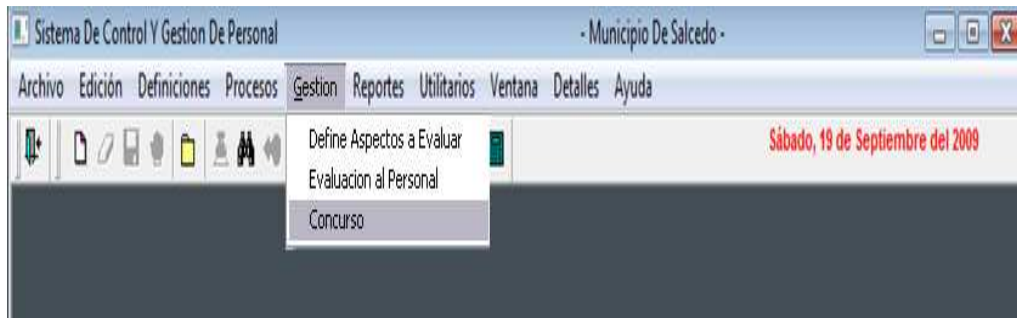 Sistema De Control Y Gestion De Personal - Municipio De Salcedo -
Archivo Edición Definiciones Procesos Gestion Reportes Utilitarios Ventana Detalles Ayuda
Sábado, 19 de Septiembre del 2009
Define Aspectos a Evaluar
Evaluacion al Personal
Concurso